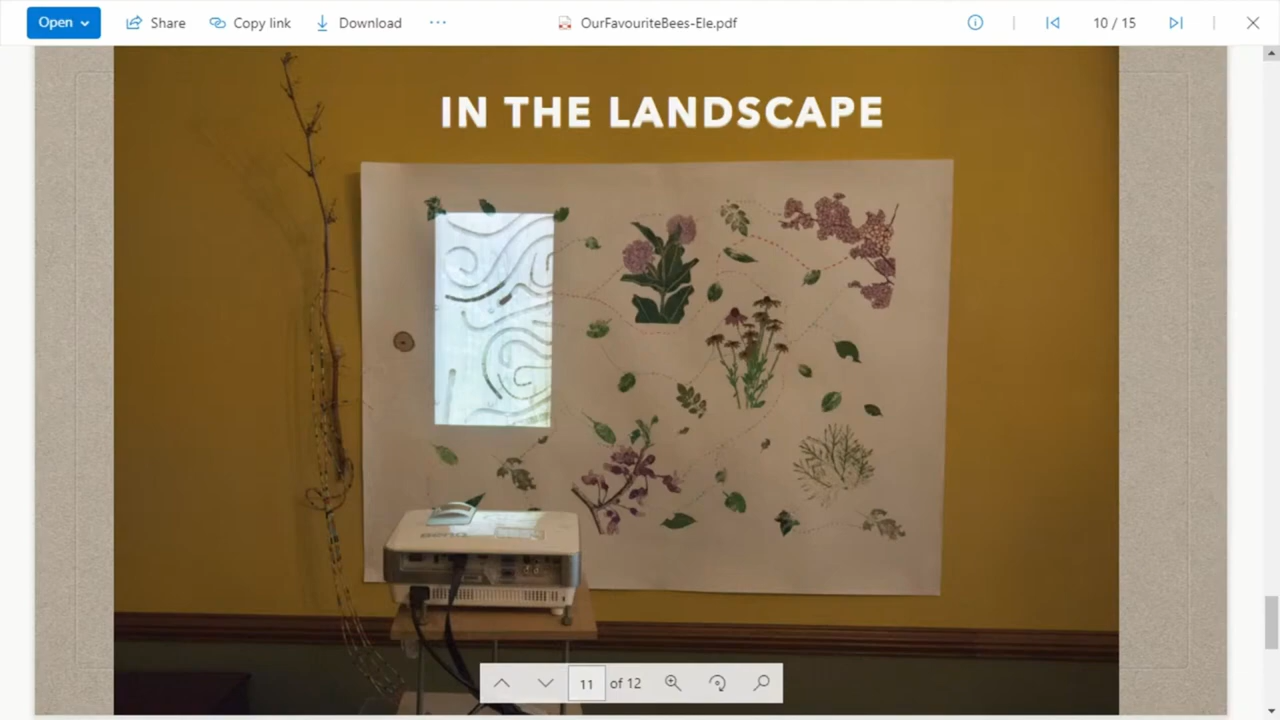 Open
Share
Copy link
Download
OurFavouriteBees-Ele.pdf
10 / 15
IN THE LANDSCAPE
11 of 12